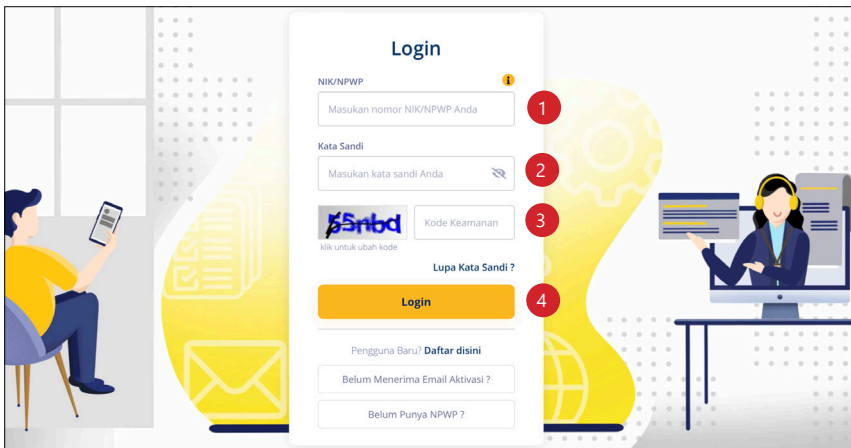 Login
NIK/NPWP
i
Masukan nomor NIK/NPWP Anda
1
Kata Sandi
Masukan kata sandi Anda
2
55nbd
Kode Keamanan
3
klik untuk ubah kode
Lupa Kata Sandi ?
Login
4
Pengguna Baru? Daftar disini
Belum Menerima Email Aktivasi ?
Belum Punya NPWP ?